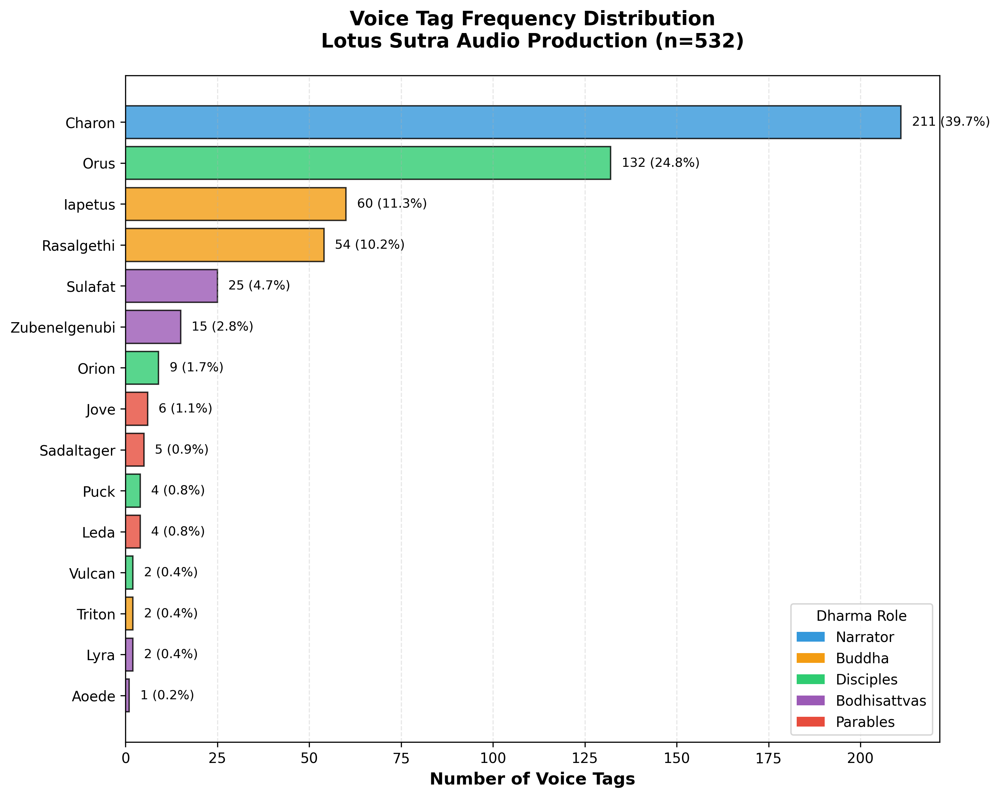 Voice Tag Frequency Distribution
Lotus Sutra Audio Production (n=532)
Charon 211 (39.7%)
Orus 132 (24.8%)
Iapetus 60 (11.3%)
Rasalgethi 54 (10.2%)
Sulafat 25 (4.7%)
Zubenelgenubi 15 (2.8%)
Orion 9 (1.7%)
Jove 6 (1.1%)
Sadaltager 5 (0.9%)
Puck 4 (0.8%)
Leda 4 (0.8%)
Vulcan 2 (0.4%)
Triton 2 (0.4%)
Lyra 2 (0.4%)
Aoede 1 (0.2%)
Dharma Role
Narrator
Buddha
Disciples
Bodhisattvas
Parables
0 25 50 75 100 125 150 175 200
Number of Voice Tags